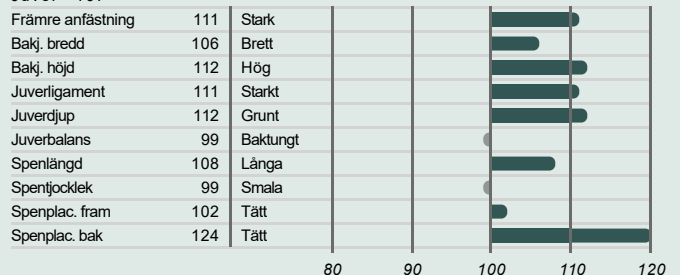 Främre anfästning 111 Stark
Bakj. bredd 106 Brett
Bakj. höjd 112 Hög
Juverligament 111 Starkt
Juverdjup 112 Grunt
Juverbalans 99 Baktungt
Spenlängd 108 Långa
Spentjocklek 99 Smala
Spenplac. fram 102 Tätt
Spenplac. bak 124 Tätt
80 90 100 110 120